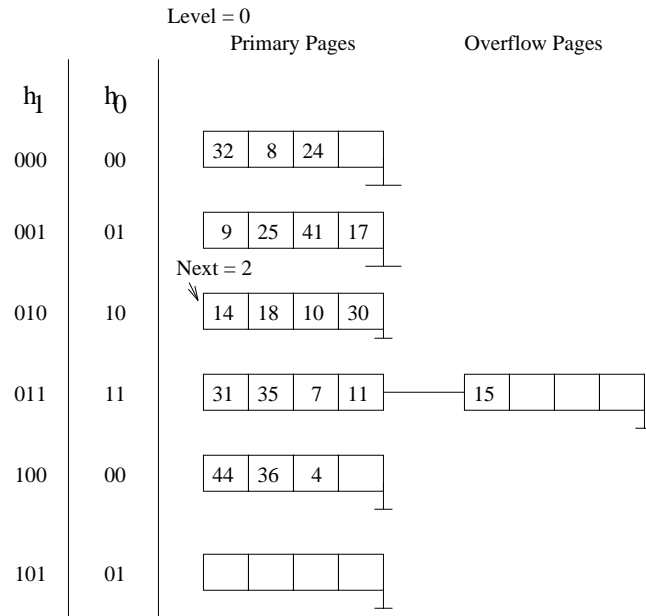 Level = 0
Primary Pages Overflow Pages
h1 h0
000 00 32 8 24
001 01 9 25 41 17
Next = 2
010 10 14 18 10 30
011 11 31 35 7 11 15
100 00 44 36 4
101 01